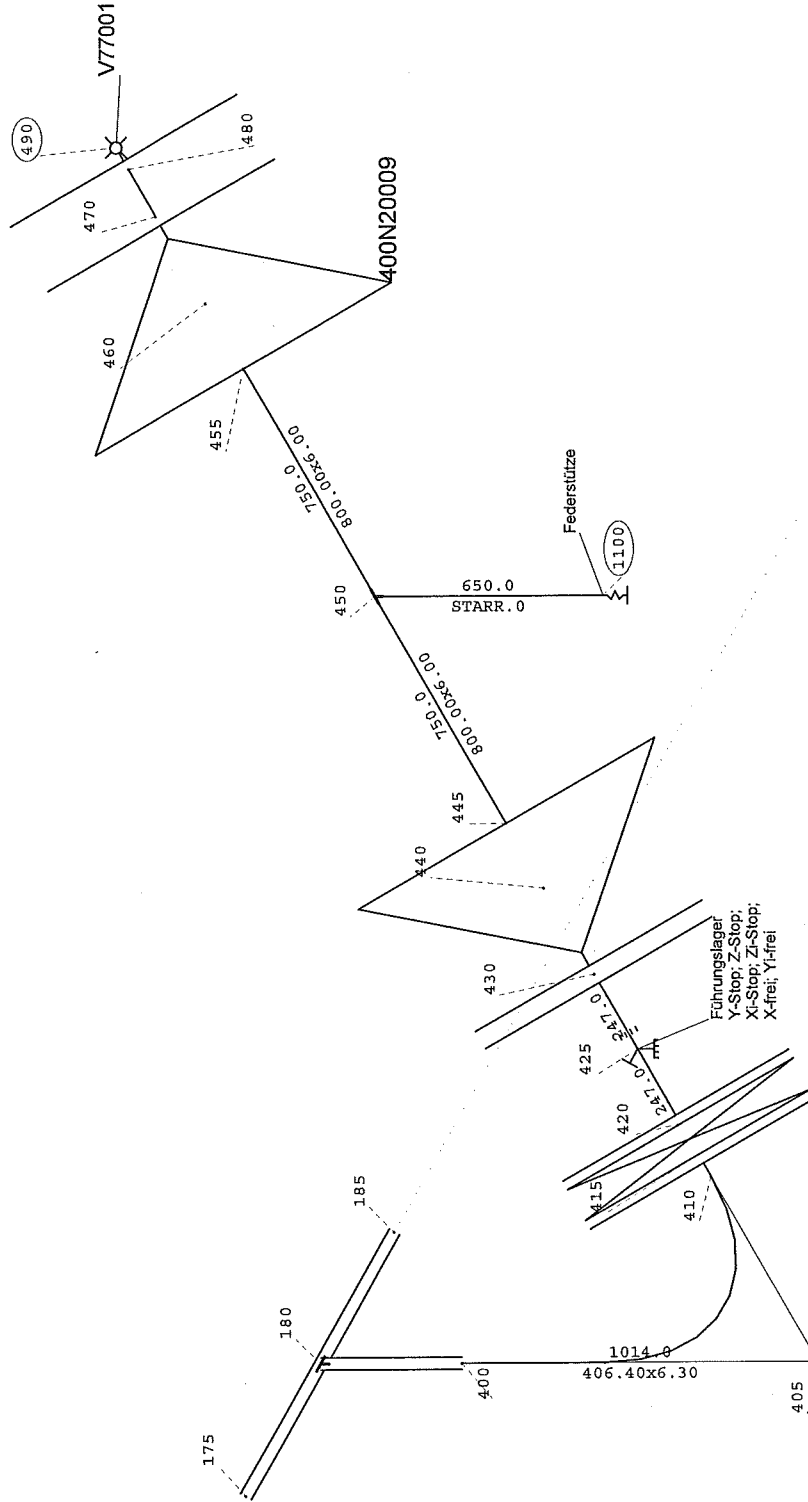 V77001
490
480
470
400N20009
460
455
750.0
800.00x6.00
Federstütze
1100
450
650.0
STARR.0
750.0
800.00x6.00
445
440
430
Führungslager
Y-Stop; Z-Stop;
Xi-Stop; Zi-Stop;
X-frei; Yi-frei
247.0
425
247.0
420
415
410
185
180
1014.0
406.40x6.30
400
405
175